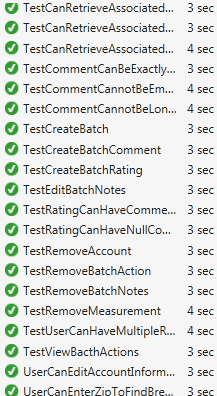 TestCanRetrieveAssociated... 3 sec
TestCanRetrieveAssociated... 3 sec
TestCanRetrieveAssociated... 4 sec
TestCommentCanBeExactly... 3 sec
TestCommentCannotBeEm... 4 sec
TestCommentCannotBeLon... 4 sec
TestCreateBatch 3 sec
TestCreateBatchComment 3 sec
TestCreateBatchRating 3 sec
TestEditBatchNotes 3 sec
TestRatingCanHaveComme... 3 sec
TestRatingCanHaveNullCo... 3 sec
TestRemoveAccount 3 sec
TestRemoveBatchAction 3 sec
TestRemoveBatchNotes 3 sec
TestRemoveMeasurement 4 sec
TestUserCanHaveMultipleR... 4 sec
TestViewBacthActions 3 sec
UserCanEditAccountInform... 3 sec
UserCanEnterZipToFindBre... 3 sec